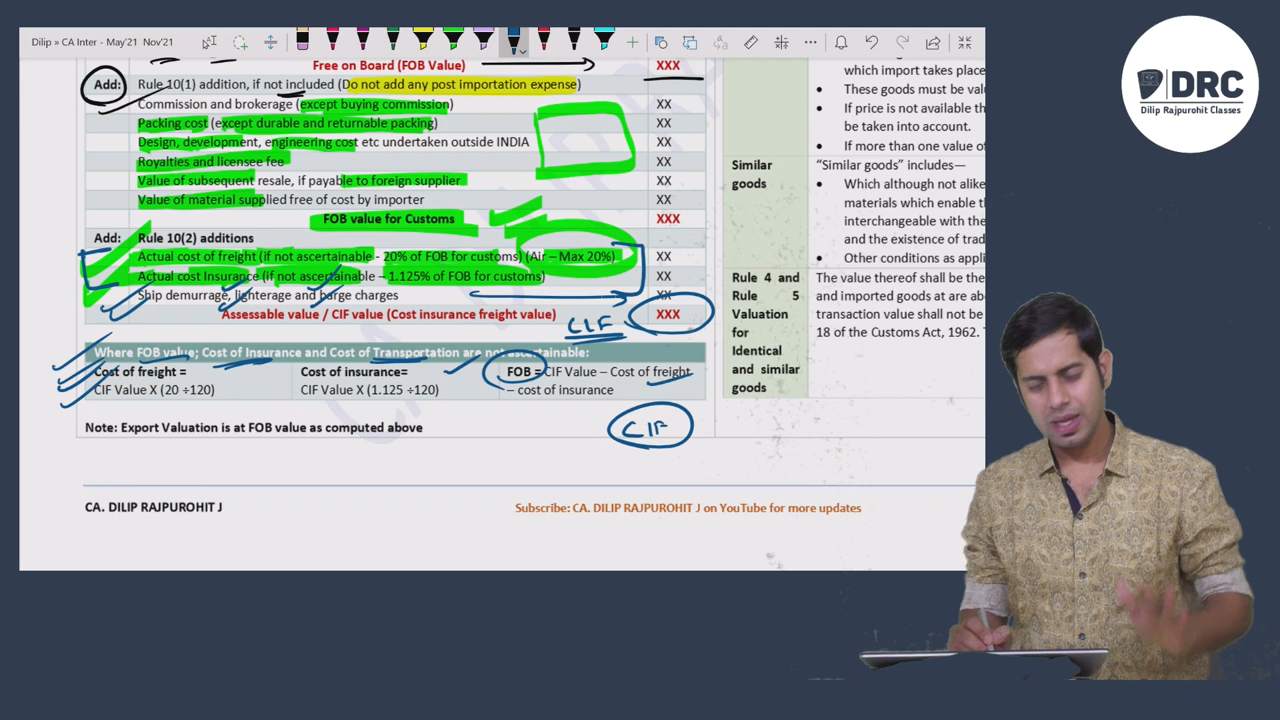 Dilip » CA Inter - May'21 Nov'21
DRC
Dilip Rajpurohit Classes
Free on Board (FOB Value) XXX
Add: Rule 10(1) addition, if not included (Do not add any post importation expense)
Commission and brokerage (except buying commission) XX
Packing cost (except durable and returnable packing) XX
Design, development, engineering cost etc undertaken outside INDIA XX
Royalties and licensee fee XX
Value of subsequent resale, if payable to foreign supplier XX
Value of material supplied free of cost by importer XX
FOB value for Customs XXX
Add: Rule 10(2) additions
Actual cost of freight (if not ascertainable - 20% of FOB for customs) (Air – Max 20%) XX
Actual cost Insurance (if not ascertainable – 1.125% of FOB for customs) XX
Ship demurrage, lighterage and barge charges XX
Assessable value / CIF value (Cost insurance freight value) XXX
CIF
Where FOB value; Cost of Insurance and Cost of Transportation are not ascertainable:
Cost of freight =
CIF Value X (20 ÷120)
Cost of insurance=
CIF Value X (1.125 ÷120)
FOB = CIF Value – Cost of freight
– cost of insurance
CIF
Note: Export Valuation is at FOB value as computed above
CA. DILIP RAJPUROHIT J
Subscribe: CA. DILIP RAJPUROHIT J on YouTube for more updates
which import takes place
• These goods must be
• If price is not available
be taken into account.
• If more than one value
Similar
goods
“Similar goods” includes—
• Which although not alike
materials which enable
interchangeable with
and the existence of
• Other conditions as
Rule 4 and
Rule 5
Valuation
for
Identical
and similar
goods
The value thereof shall be the
and imported goods at are
transaction value shall not be
18 of the Customs Act, 1962.